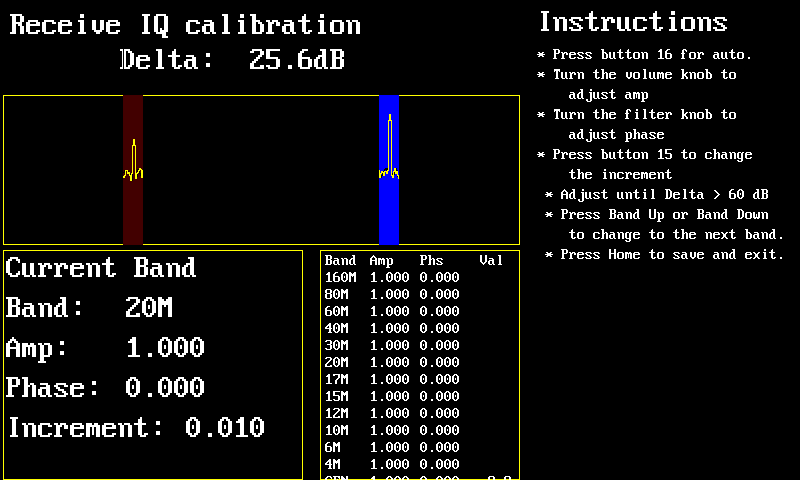 Receive IQ calibration
Delta: 25.6dB
Instructions
* Press button 16 for auto.
* Turn the volume knob to
adjust amp
* Turn the filter knob to
adjust phase
* Press button 15 to change
the increment
* Adjust until Delta > 60 dB
* Press Band Up or Band Down
to change to the next band.
* Press Home to save and exit.
Current Band
Band: 20M
Amp: 1.000
Phase: 0.000
Increment: 0.010
Band Amp Phs Val
160M 1.000 0.000
80M 1.000 0.000
60M 1.000 0.000
40M 1.000 0.000
30M 1.000 0.000
20M 1.000 0.000
17M 1.000 0.000
15M 1.000 0.000
12M 1.000 0.000
10M 1.000 0.000
6M 1.000 0.000
4M 1.000 0.000